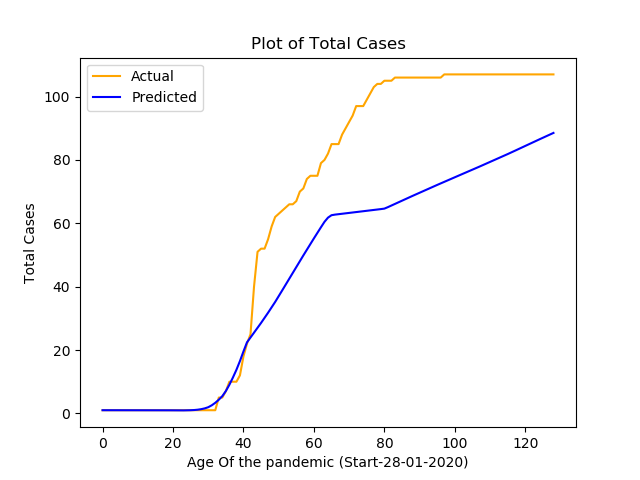 Plot of Total Cases
Actual
Predicted
Total Cases
100
80
60
40
20
0
0 20 40 60 80 100 120
Age Of the pandemic (Start-28-01-2020)